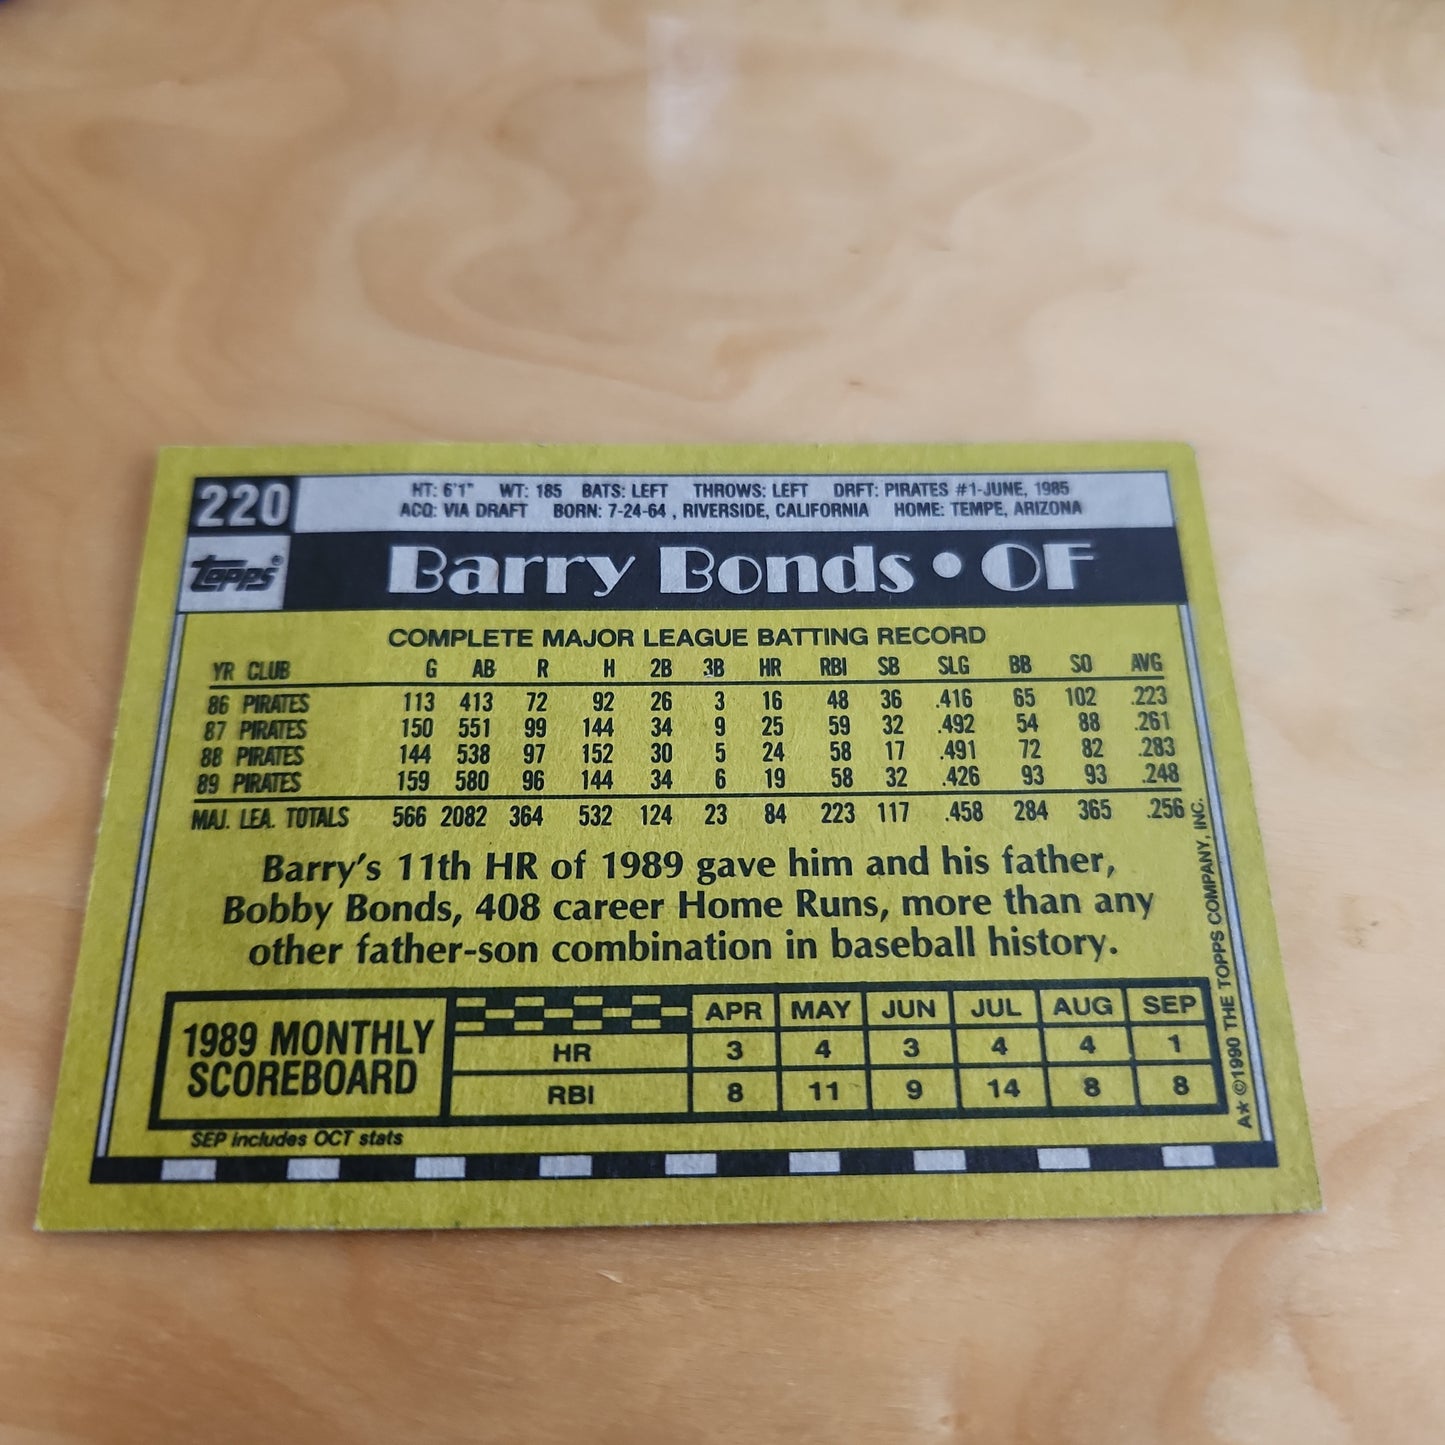 220 HT: 6'1" WT: 185 BATS: LEFT THROWS: LEFT DRFT: PIRATES #1-JUNE, 1985
ACQ: VIA DRAFT BORN: 7-24-64 , RIVERSIDE, CALIFORNIA HOME: TEMPE, ARIZONA
topps® Barry Bonds • OF
COMPLETE MAJOR LEAGUE BATTING RECORD
YR CLUB G AB R H 2B 3B HR RBI SB SLG BB SO AVG
86 PIRATES 113 413 72 92 26 3 16 48 36 .416 65 102 .223
87 PIRATES 150 551 99 144 34 9 25 59 32 .492 54 88 .261
88 PIRATES 144 538 97 152 30 5 24 58 17 .491 72 82 .283
89 PIRATES 159 580 96 144 34 6 19 58 32 .426 93 93 .248
MAJ. LEA. TOTALS 566 2082 364 532 124 23 84 223 117 .458 284 365 .256
Barry's 11th HR of 1989 gave him and his father,
Bobby Bonds, 408 career Home Runs, more than any
other father-son combination in baseball history.
1989 MONTHLY
SCOREBOARD
APR MAY JUN JUL AUG SEP
HR 3 4 3 4 4 1
RBI 8 11 9 14 8 8
SEP includes OCT stats
A* ©1990 THE TOPPS COMPANY, INC.